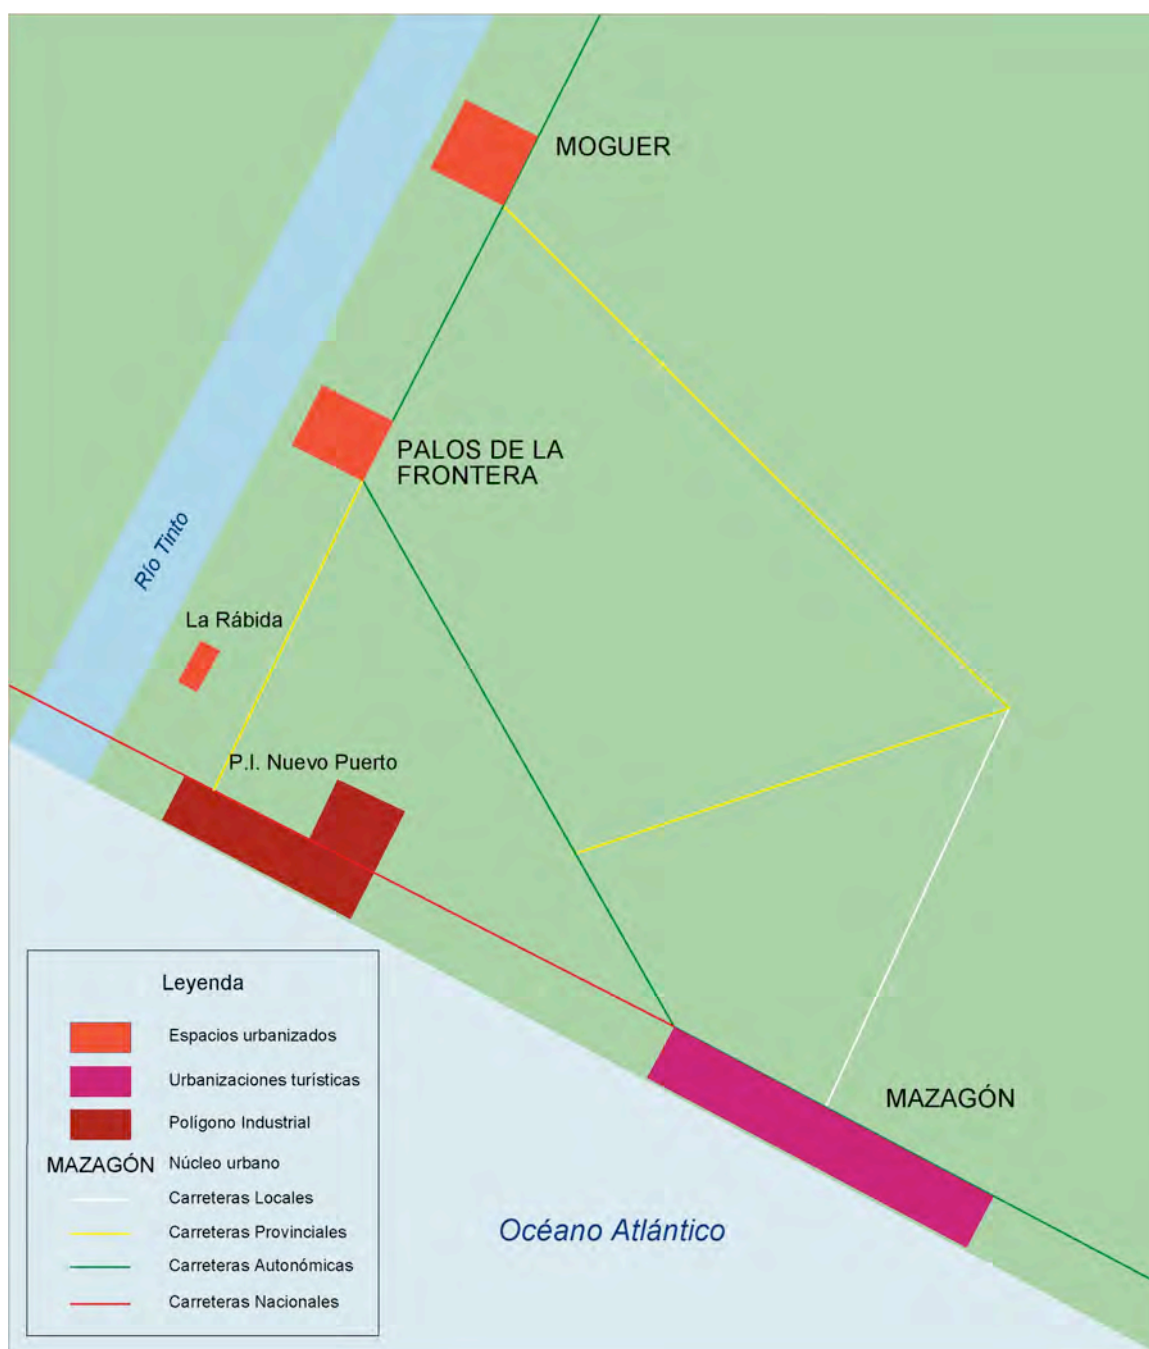 MOGUER
PALOS DE LA
FRONTERA
Río Tinto
La Rábida
P.I. Nuevo Puerto
MAZAGÓN
Océano Atlántico
Leyenda
Espacios urbanizados
Urbanizaciones turísticas
Polígono Industrial
MAZAGÓN Núcleo urbano
Carreteras Locales
Carreteras Provinciales
Carreteras Autonómicas
Carreteras Nacionales